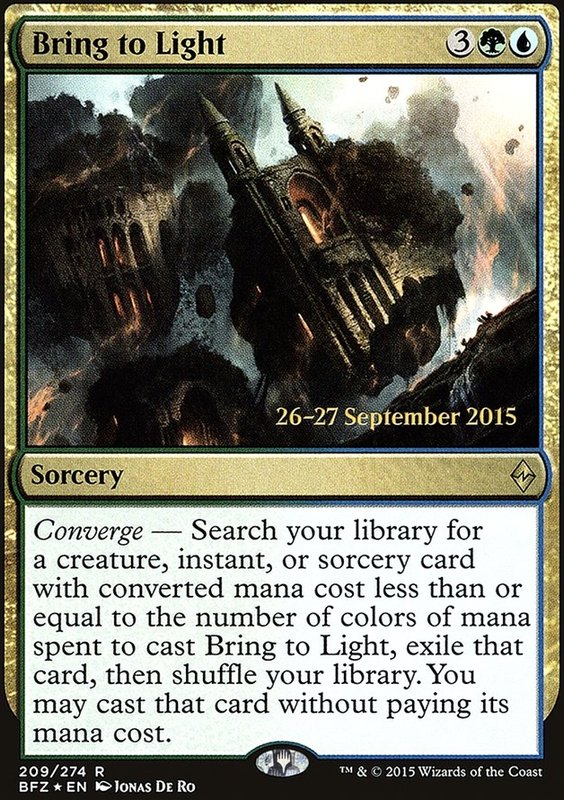 Bring to Light 3
26–27 September 2015
Sorcery
Converge — Search your library for
a creature, instant, or sorcery card
with converted mana cost less than or
equal to the number of colors of mana
spent to cast Bring to Light, exile that
card, then shuffle your library. You
may cast that card without paying its
mana cost.
209/274 R
BFZ ★ EN Jonas De Ro
™ & © 2015 Wizards of the Coast